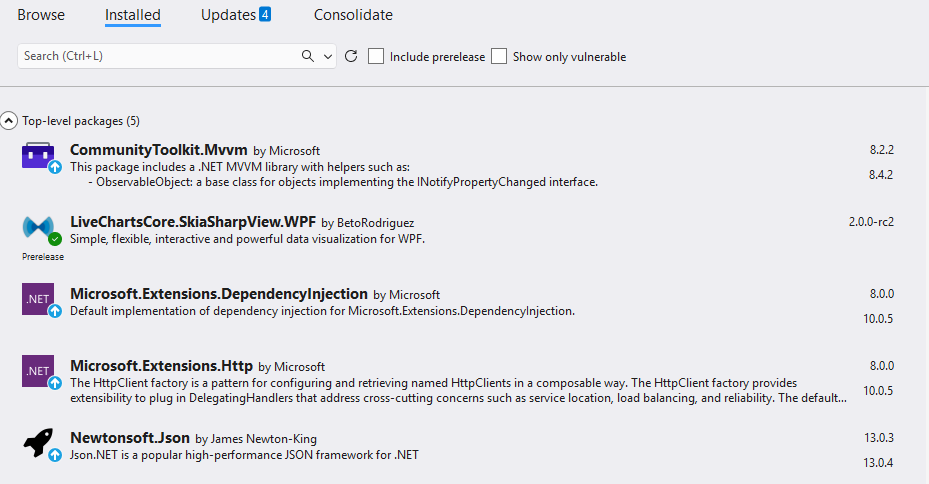 Browse Installed Updates 4 Consolidate
Search (Ctrl+L) Include prerelease Show only vulnerable
Top-level packages (5)
CommunityToolkit.Mvvm by Microsoft 8.2.2
This package includes a .NET MVVM library with helpers such as: 8.4.2
- ObservableObject: a base class for objects implementing the INotifyPropertyChanged interface.
LiveChartsCore.SkiaSharpView.WPF by BetoRodriguez 2.0.0-rc2
Simple, flexible, interactive and powerful data visualization for WPF.
Prerelease
.NET Microsoft.Extensions.DependencyInjection by Microsoft 8.0.0
Default implementation of dependency injection for Microsoft.Extensions.DependencyInjection. 10.0.5
.NET Microsoft.Extensions.Http by Microsoft 8.0.0
The HttpClient factory is a pattern for configuring and retrieving named HttpClients in a composable way. The HttpClient factory provides 10.0.5
extensibility to plug in DelegatingHandlers that address cross-cutting concerns such as service location, load balancing, and reliability. The default...
Newtonsoft.Json by James Newton-King 13.0.3
Json.NET is a popular high-performance JSON framework for .NET 13.0.4